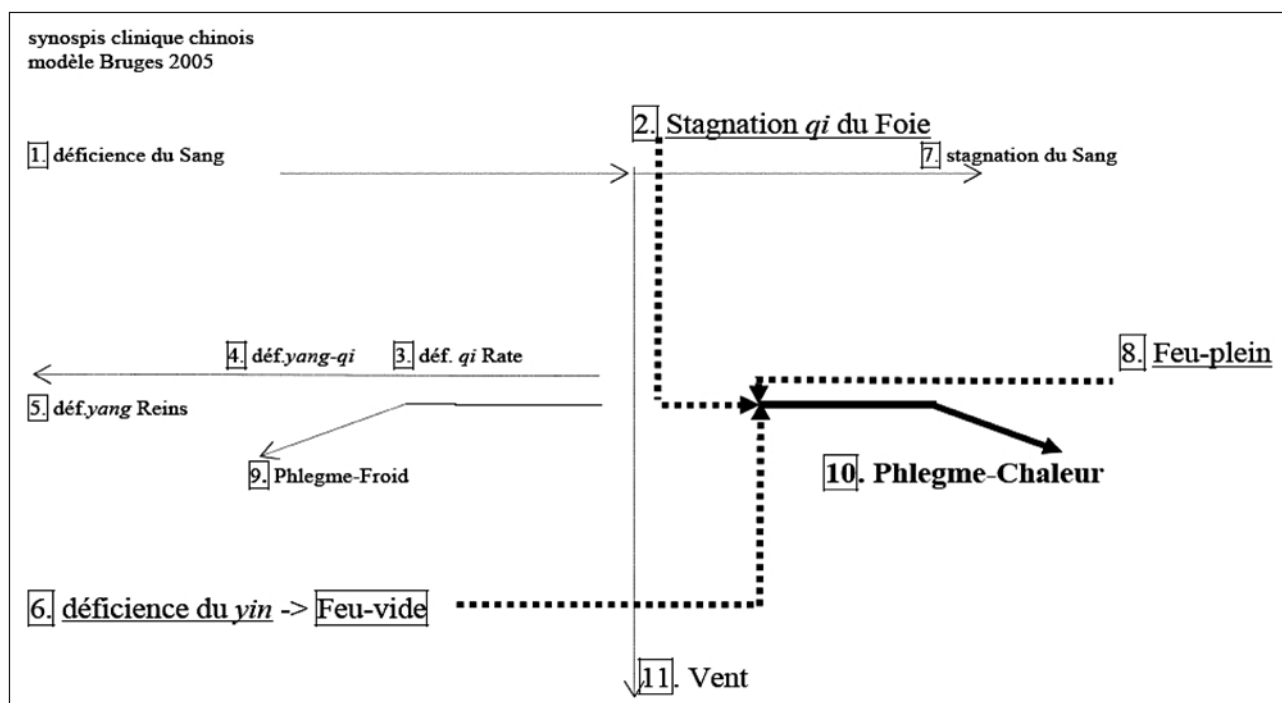 synospis clinique chinois
modèle Bruges 2005
2. Stagnation qi du Foie
1. déficience du Sang
7. stagnation du Sang
8. Feu-plein
4. déf.yang-qi
3. déf. qi Rate
5. déf.yang Reins
9. Phlegme-Froid
10. Phlegme-Chaleur
6. déficience du yin -> Feu-vide
11. Vent